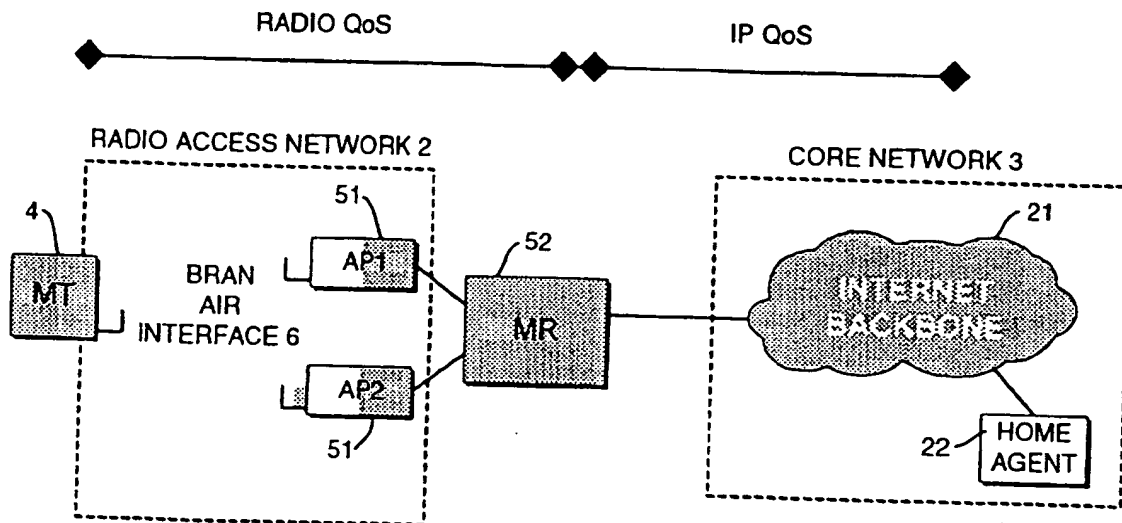 RADIO QoS
IP QoS
RADIO ACCESS NETWORK 2
CORE NETWORK 3
51
4
52
21
AP1
MT
BRAN
AIR
INTERFACE 6
MR
INTERNET
BACKBONE
AP2
51
22
HOME
AGENT